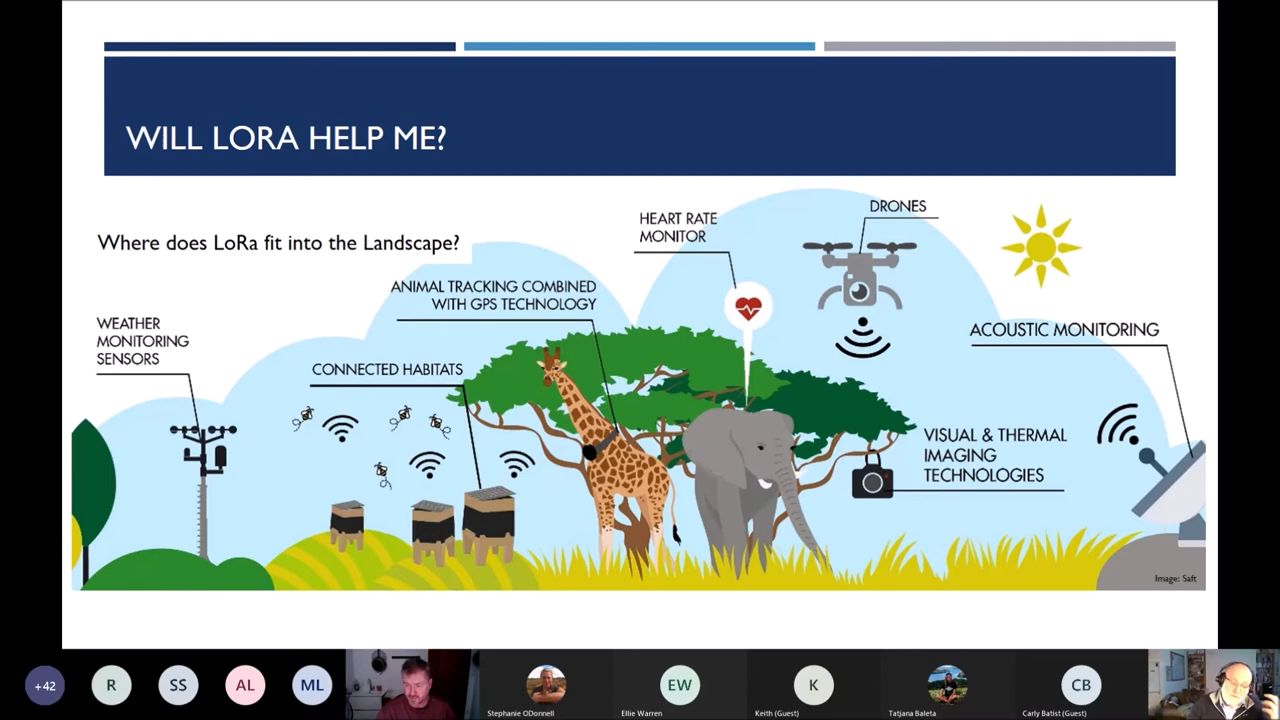 WILL LORA HELP ME?
Where does LoRa fit into the Landscape?
WEATHER
MONITORING
SENSORS
CONNECTED HABITATS
ANIMAL TRACKING COMBINED
WITH GPS TECHNOLOGY
HEART RATE
MONITOR
DRONES
ACOUSTIC MONITORING
VISUAL & THERMAL
IMAGING
TECHNOLOGIES
Image: Saft
+42
R
SS
AL
ML
Stephanie ODonnell
EW
Ellie Warren
K
Keith (Guest)
Tatjana Baleta
CB
Carly Batist (Guest)